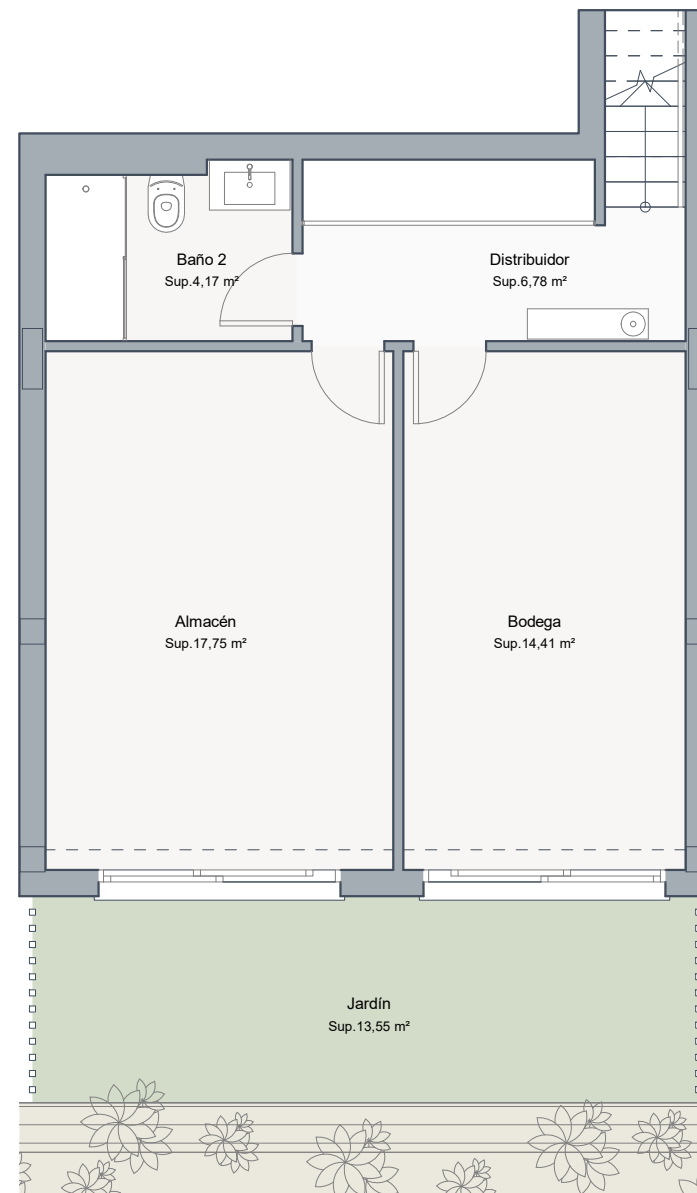 Baño 2
Sup.4,17 m²
Distribuidor
Sup.6,78 m²
Almacén
Sup.17,75 m²
Bodega
Sup.14,41 m²
Jardín
Sup.13,55 m²